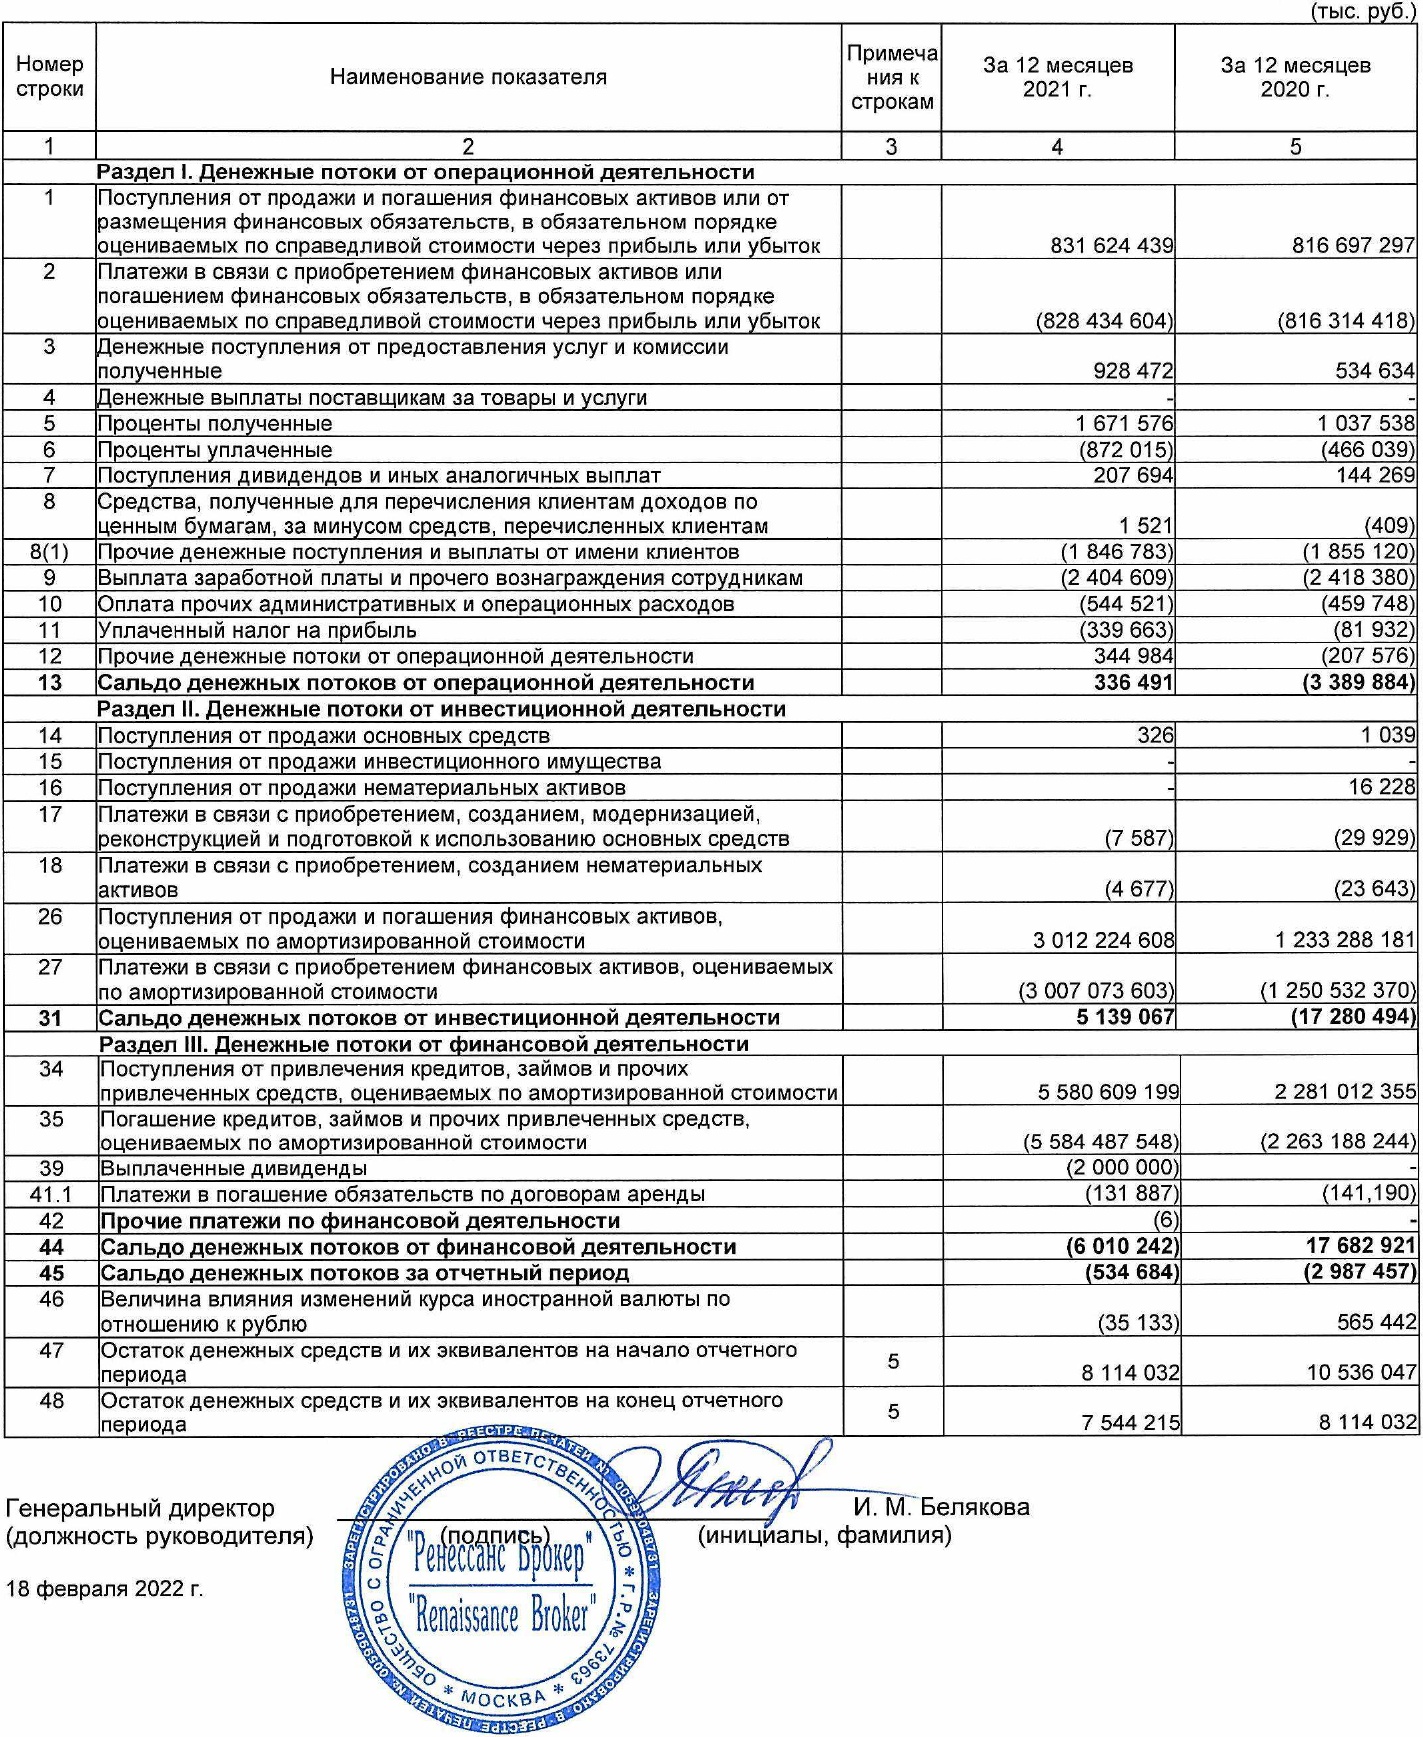 (тыс. руб.)
Номер строки Наименование показателя Примеча ния к строкам За 12 месяцев 2021 г. За 12 месяцев 2020 г.
1 2 3 4 5
Раздел I. Денежные потоки от операционной деятельности
1 Поступления от продажи и погашения финансовых активов или от
размещения финансовых обязательств, в обязательном порядке
оцениваемых по справедливой стоимости через прибыль или убыток 831 624 439 816 697 297
2 Платежи в связи с приобретением финансовых активов или
погашением финансовых обязательств, в обязательном порядке
оцениваемых по справедливой стоимости через прибыль или убыток (828 434 604) (816 314 418)
3 Денежные поступления от предоставления услуг и комиссии
полученные 928 472 534 634
4 Денежные выплаты поставщикам за товары и услуги - -
5 Проценты полученные 1 671 576 1 037 538
6 Проценты уплаченные (872 015) (466 039)
7 Поступления дивидендов и иных аналогичных выплат 207 694 144 269
8 Средства, полученные для перечисления клиентам доходов по
ценным бумагам, за минусом средств, перечисленных клиентам 1 521 (409)
8(1) Прочие денежные поступления и выплаты от имени клиентов (1 846 783) (1 855 120)
9 Выплата заработной платы и прочего вознаграждения сотрудникам (2 404 609) (2 418 380)
10 Оплата прочих административных и операционных расходов (544 521) (459 748)
11 Уплаченный налог на прибыль (339 663) (81 932)
12 Прочие денежные потоки от операционной деятельности 344 984 (207 576)
13 Сальдо денежных потоков от операционной деятельности 336 491 (3 389 884)
Раздел II. Денежные потоки от инвестиционной деятельности
14 Поступления от продажи основных средств 326 1 039
15 Поступления от продажи инвестиционного имущества - -
16 Поступления от продажи нематериальных активов - 16 228
17 Платежи в связи с приобретением, созданием, модернизацией,
реконструкцией и подготовкой к использованию основных средств (7 587) (29 929)
18 Платежи в связи с приобретением, созданием нематериальных
активов (4 677) (23 643)
26 Поступления от продажи и погашения финансовых активов,
оцениваемых по амортизированной стоимости 3 012 224 608 1 233 288 181
27 Платежи в связи с приобретением финансовых активов, оцениваемых
по амортизированной стоимости (3 007 073 603) (1 250 532 370)
31 Сальдо денежных потоков от инвестиционной деятельности 5 139 067 (17 280 494)
Раздел III. Денежные потоки от финансовой деятельности
34 Поступления от привлечения кредитов, займов и прочих
привлеченных средств, оцениваемых по амортизированной стоимости 5 580 609 199 2 281 012 355
35 Погашение кредитов, займов и прочих привлеченных средств,
оцениваемых по амортизированной стоимости (5 584 487 548) (2 263 188 244)
39 Выплаченные дивиденды (2 000 000) -
41.1 Платежи в погашение обязательств по договорам аренды (131 887) (141,190)
42 Прочие платежи по финансовой деятельности (6) -
44 Сальдо денежных потоков от финансовой деятельности (6 010 242) 17 682 921
45 Сальдо денежных потоков за отчетный период (534 684) (2 987 457)
46 Величина влияния изменений курса иностранной валюты по
отношению к рублю (35 133) 565 442
47 Остаток денежных средств и их эквивалентов на начало отчетного
периода 5 8 114 032 10 536 047
48 Остаток денежных средств и их эквивалентов на конец отчетного
периода 5 7 544 215 8 114 032
Генеральный директор И. М. Белякова
(должность руководителя) (подпись) (инициалы, фамилия)
18 февраля 2022 г.
ЗАРЕГИСТРИРОВАНО В РЕЕСТРЕ ПЕЧАТЕЙ
ОБЩЕСТВО С ОГРАНИЧЕННОЙ ОТВЕТСТВЕННОСТЬЮ * Г.Р.№ 73963 * МОСКВА *
"Ренессанс Брокер"
"Renaissance Broker"